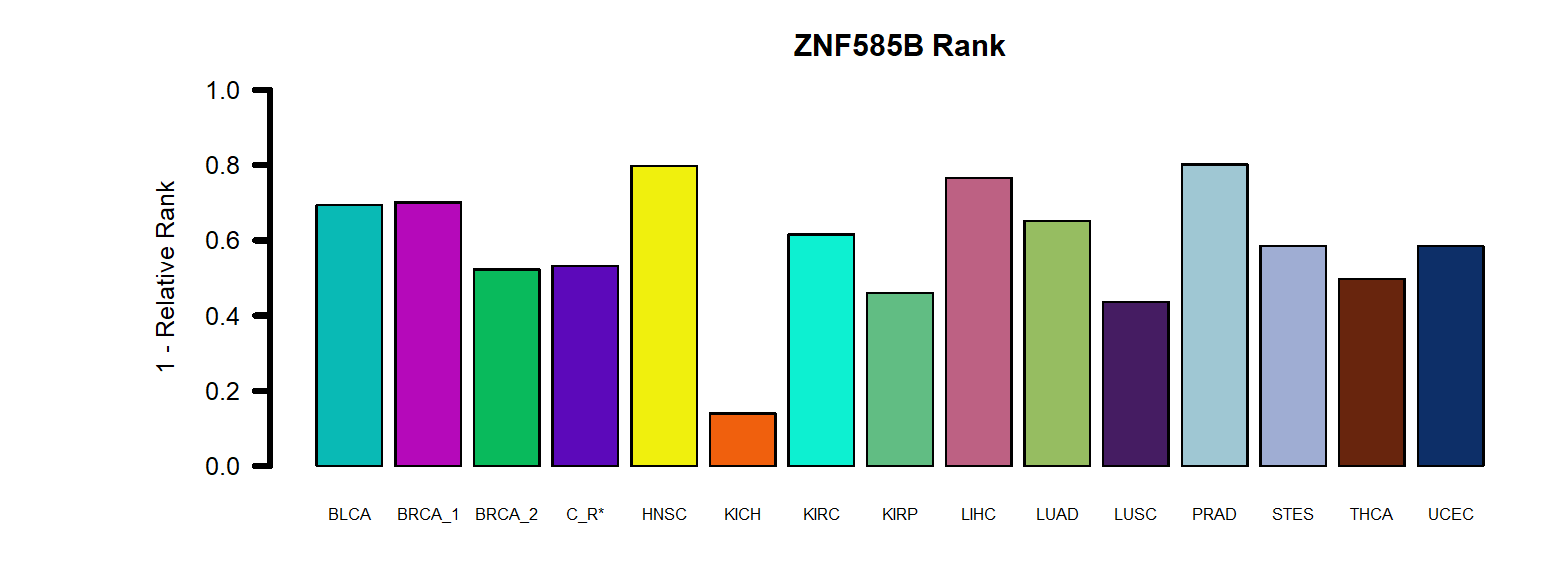 ZNF585B Rank
1 - Relative Rank
1.0
0.8
0.6
0.4
0.2
0.0
BLCA BRCA_1 BRCA_2 C_R* HNSC KICH KIRC KIRP LIHC LUAD LUSC PRAD STES THCA UCEC